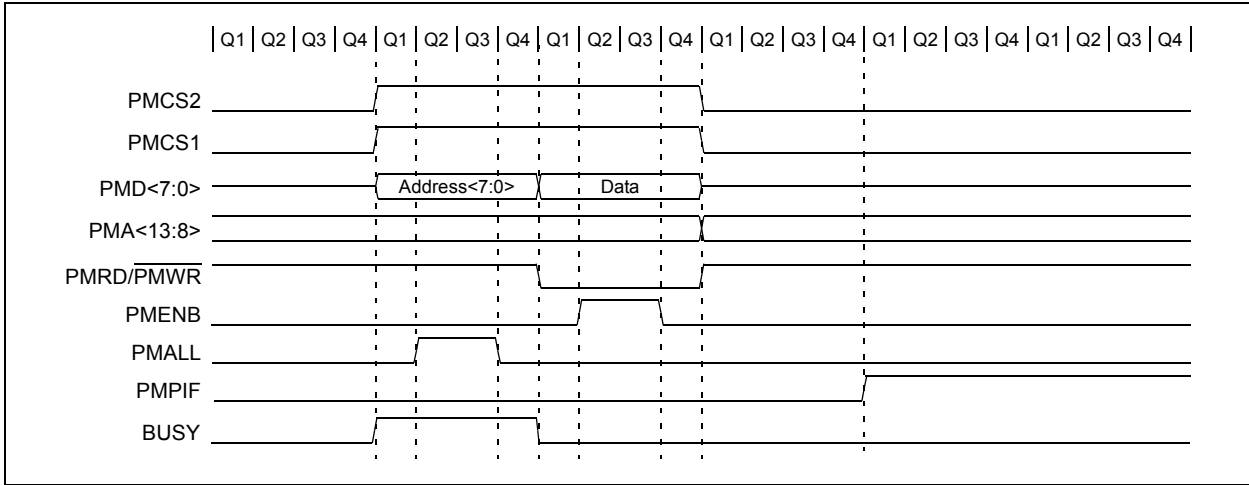 Q1 Q2 Q3 Q4 Q1 Q2 Q3 Q4 Q1 Q2 Q3 Q4 Q1 Q2 Q3 Q4 Q1 Q2 Q3 Q4 Q1 Q2 Q3 Q4
PMCS2
PMCS1
PMD<7:0> Address<7:0> Data
PMA<13:8>
PMRD/PMWR
PMENB
PMALL
PMPIF
BUSY